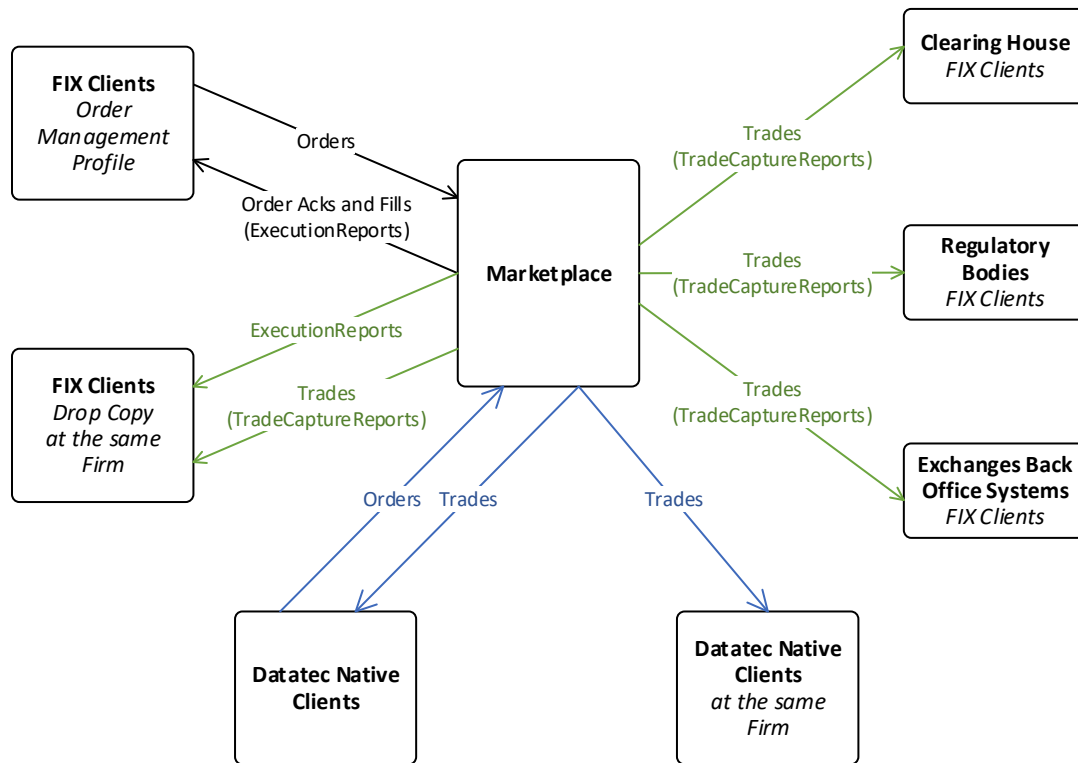 Clearing House
FIX Clients
FIX Clients
Order
Management
Profile
Orders
Trades
(TradeCaptureReports)
Order Acks and Fills
(ExecutionReports)
Marketplace
Trades
(TradeCaptureReports)
Regulatory
Bodies
FIX Clients
ExecutionReports
FIX Clients
Drop Copy
at the same
Firm
Trades
(TradeCaptureReports)
Trades
(TradeCaptureReports)
Exchanges Back
Office Systems
FIX Clients
Orders
Trades
Trades
Datatec Native
Clients
Datatec Native
Clients
at the same
Firm